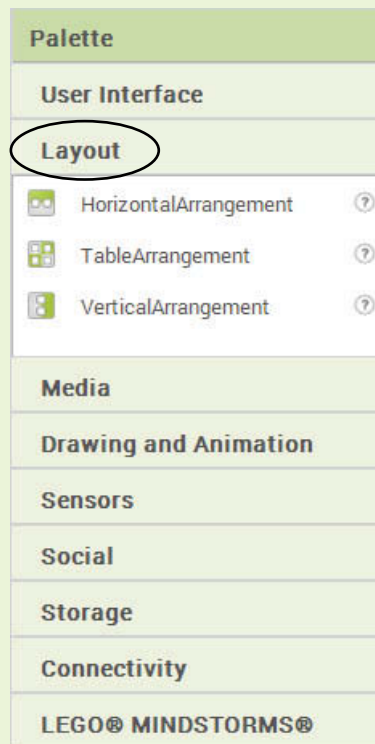 Palette
User Interface
Layout
HorizontalArrangement ?
TableArrangement ?
VerticalArrangement ?
Media
Drawing and Animation
Sensors
Social
Storage
Connectivity
LEGO® MINDSTORMS®